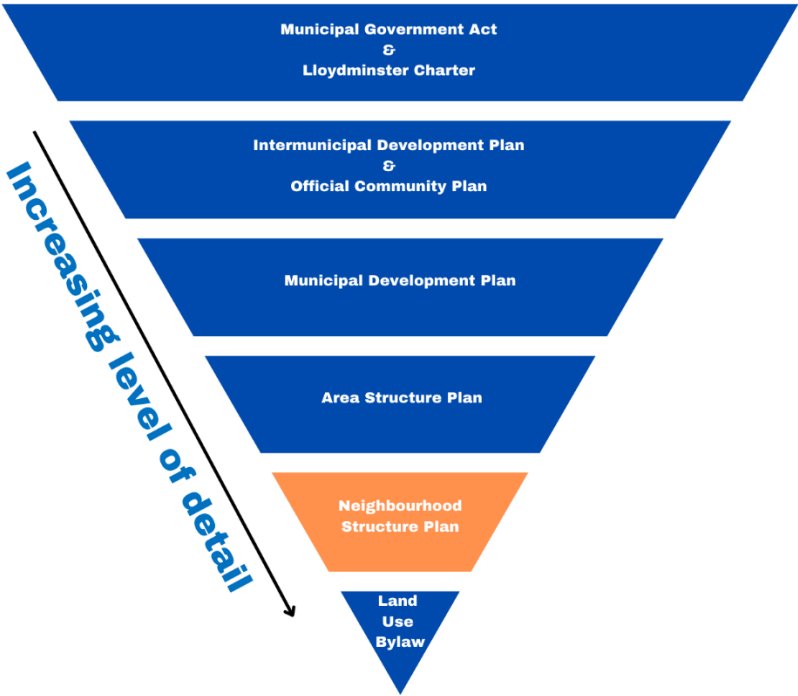 Municipal Government Act
&
Lloydminster Charter
Intermunicipal Development Plan
&
Official Community Plan
Municipal Development Plan
Area Structure Plan
Neighbourhood
Structure Plan
Land
Use
Bylaw
Increasing level of detail